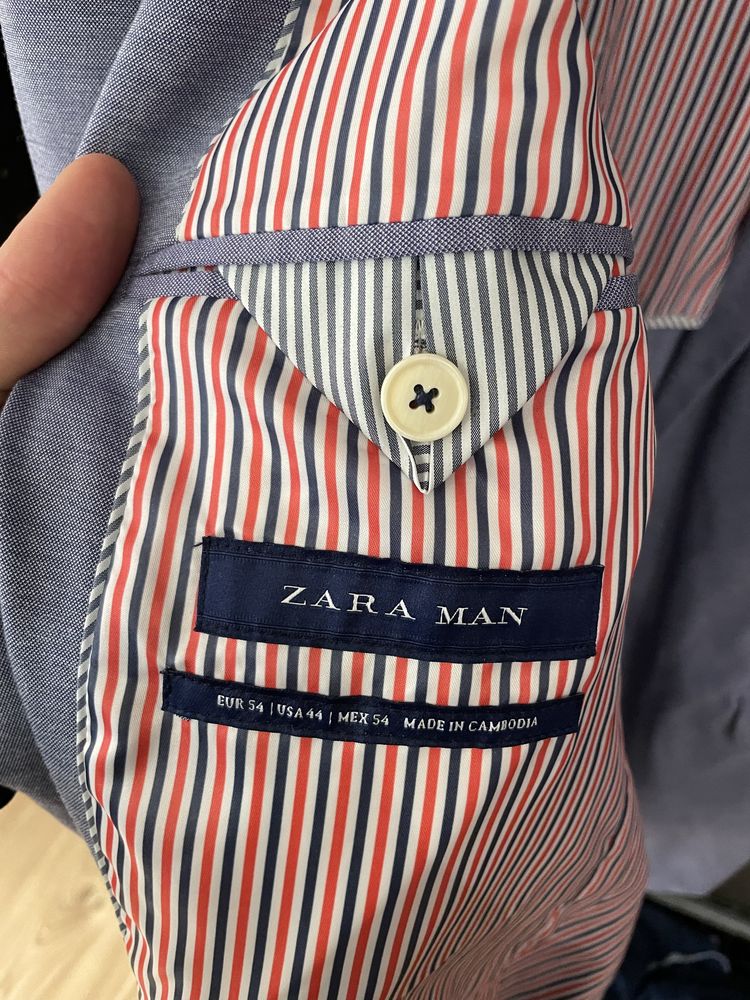 ZARA MAN
EUR 54 | USA 44 | MEX 54 MADE IN CAMBODIA